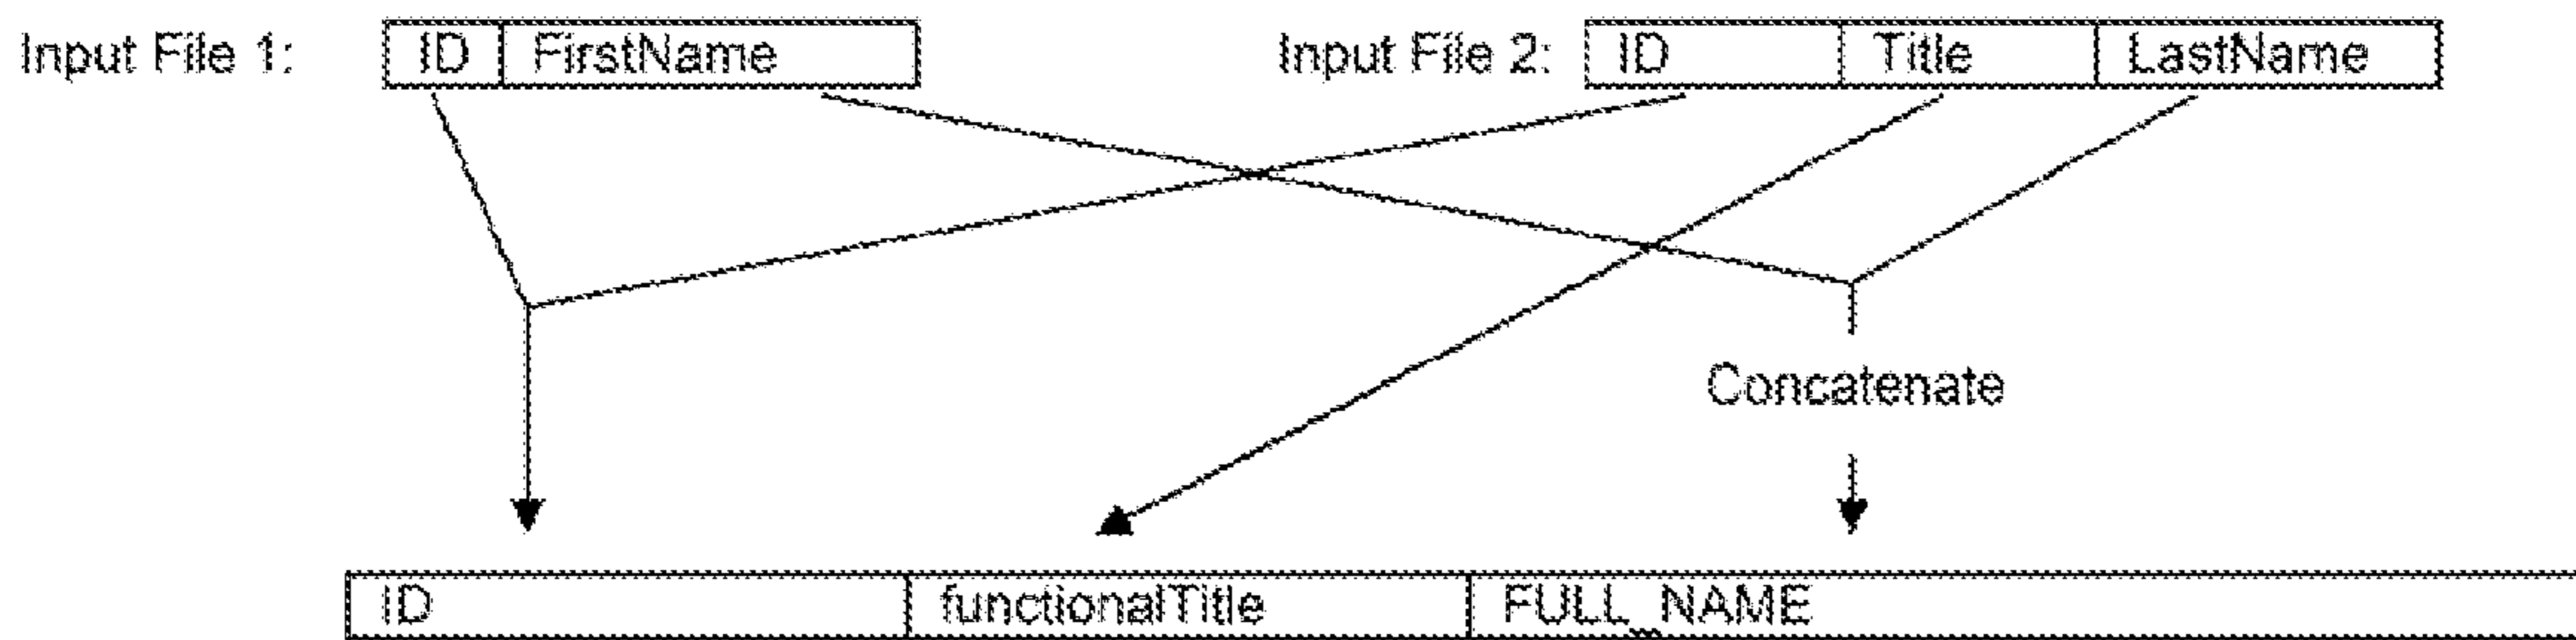 Input File 1: ID FirstName Input File 2: ID Title LastName
Concatenate
ID functionalTitle FULL_NAME